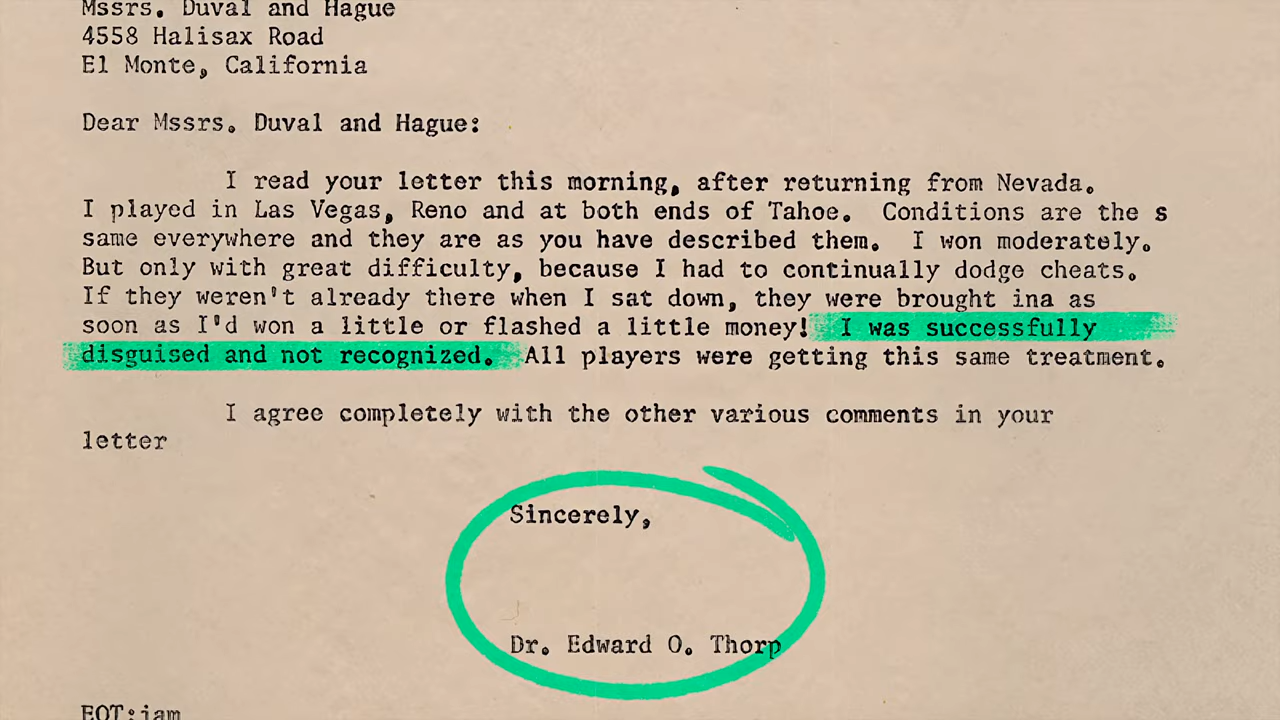 Mssrs. Duval and Hague
4558 Halisax Road
El Monte, California
Dear Mssrs. Duval and Hague:
I read your letter this morning, after returning from Nevada.
I played in Las Vegas, Reno and at both ends of Tahoe. Conditions are the s
same everywhere and they are as you have described them. I won moderately.
But only with great difficulty, because I had to continually dodge cheats.
If they weren't already there when I sat down, they were brought ina as
soon as I'd won a little or flashed a little money! I was successfully
disguised and not recognized. All players were getting this same treatment.
I agree completely with the other various comments in your
letter
Sincerely,
Dr. Edward O. Thorp
EOT:jam